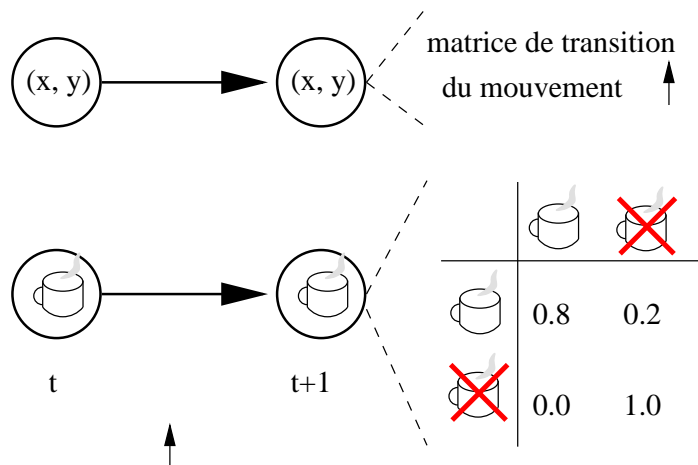 (x, y)
(x, y)
matrice de transition
du mouvement
0.8 0.2
t
t+1
0.0 1.0